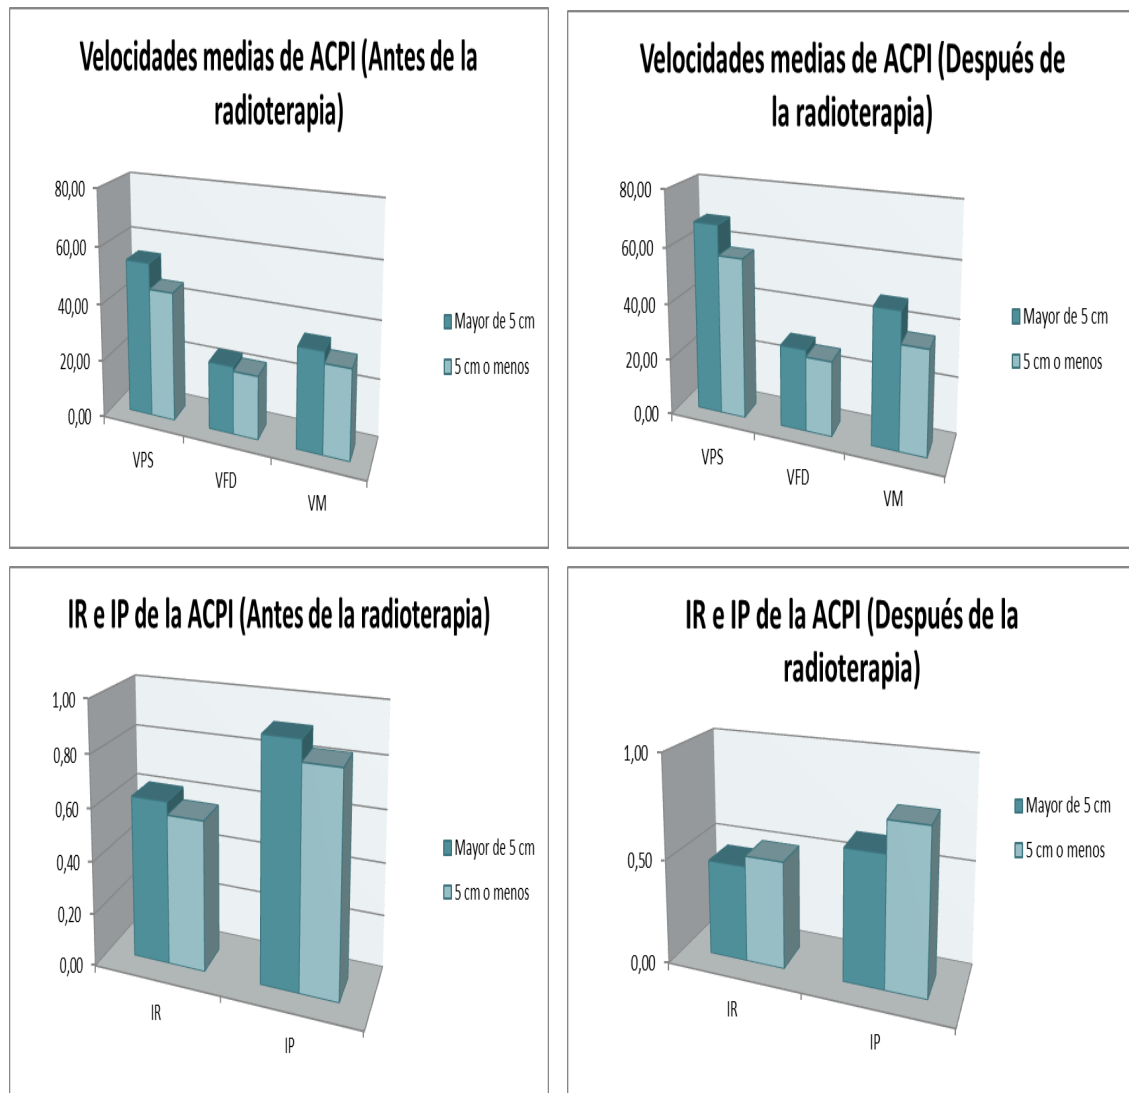 Velocidades medias de ACPI (Antes de la
radioterapia)
80,00
60,00
40,00
20,00
0,00
VPS
VFD
VM
Mayor de 5 cm
5 cm o menos
Velocidades medias de ACPI (Después de
la radioterapia)
80,00
60,00
40,00
20,00
0,00
VPS
VFD
VM
Mayor de 5 cm
5 cm o menos
IR e IP de la ACPI (Antes de la radioterapia)
1,00
0,80
0,60
0,40
0,20
0,00
IR
IP
Mayor de 5 cm
5 cm o menos
IR e IP de la ACPI (Después de la
radioterapia)
1,00
0,50
0,00
IR
IP
Mayor de 5 cm
5 cm o menos